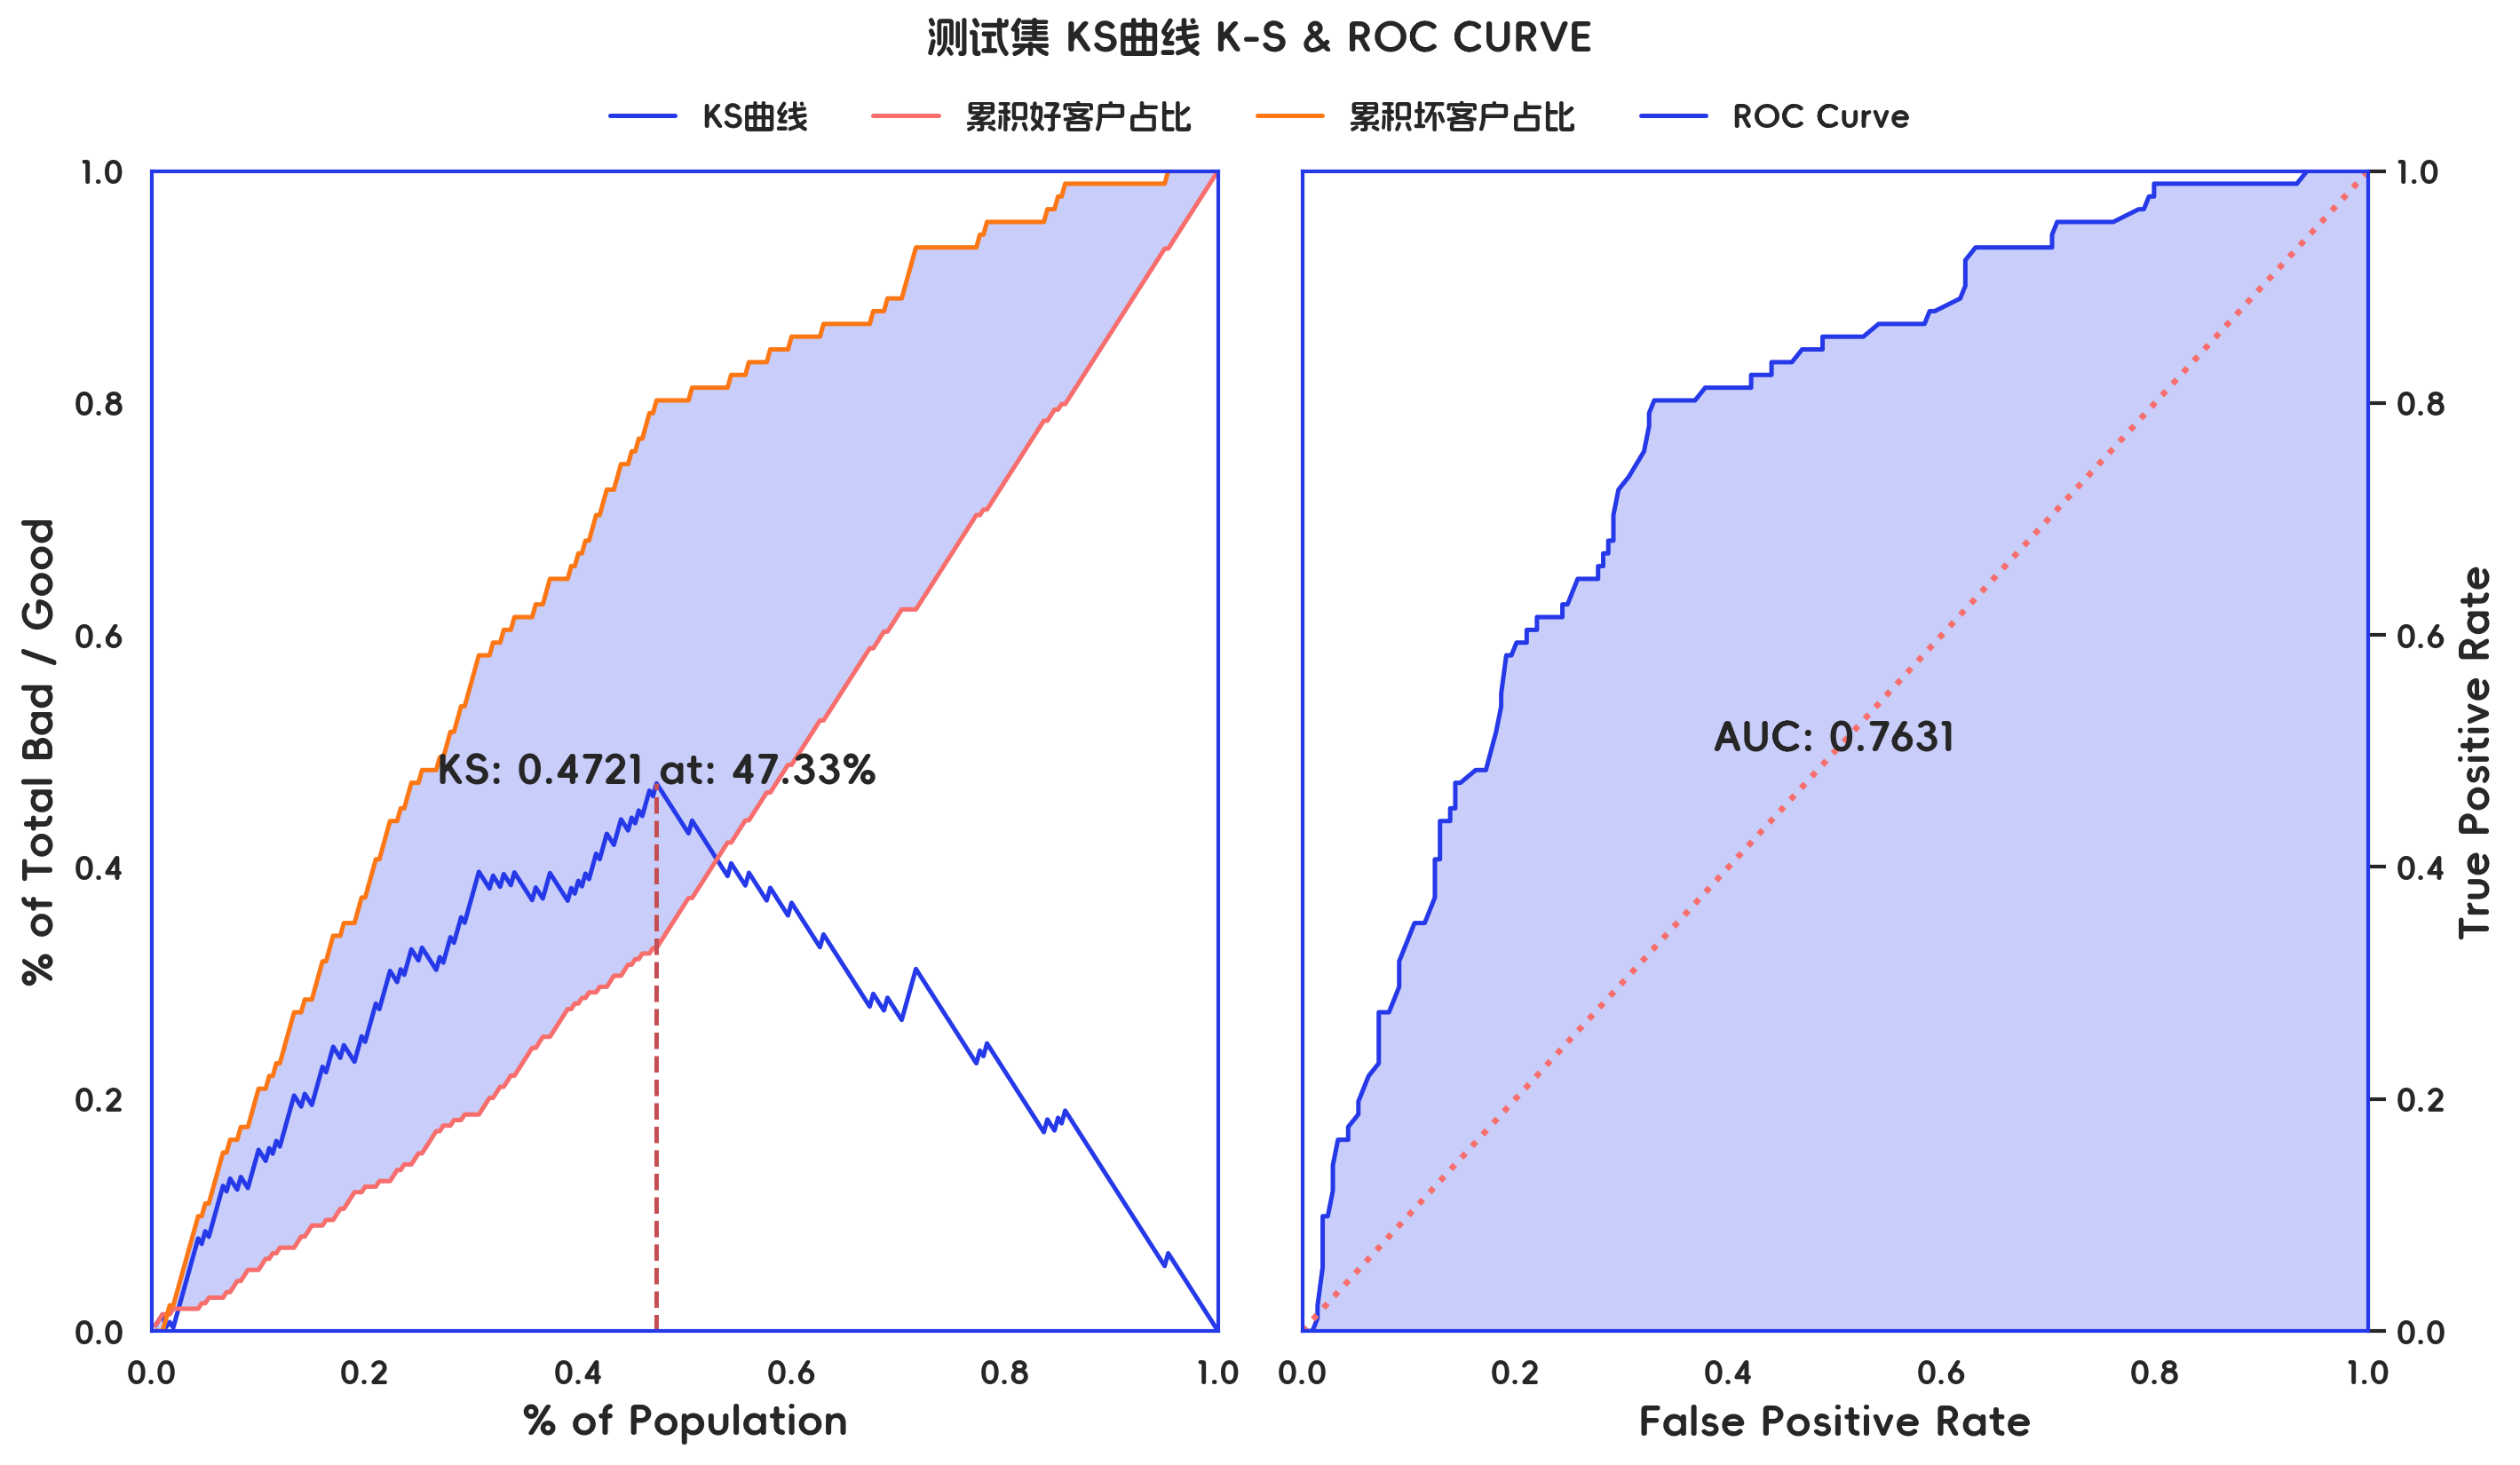 测试集 KS曲线 K-S & ROC CURVE
KS曲线 累积好客户占比 累积坏客户占比 ROC Curve
% of Total Bad / Good
1.0
0.8
0.6
0.4
0.2
0.0
KS: 0.4721 at: 47.33%
0.0 0.2 0.4 0.6 0.8 1.0
% of Population
AUC: 0.7631
0.0 0.2 0.4 0.6 0.8 1.0
False Positive Rate
1.0
0.8
0.6
0.4
0.2
0.0
True Positive Rate